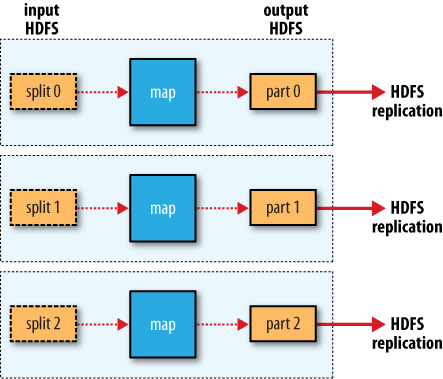 input
HDFS
output
HDFS
split 0
map
part 0
HDFS
replication
split 1
map
part 1
HDFS
replication
split 2
map
part 2
HDFS
replication